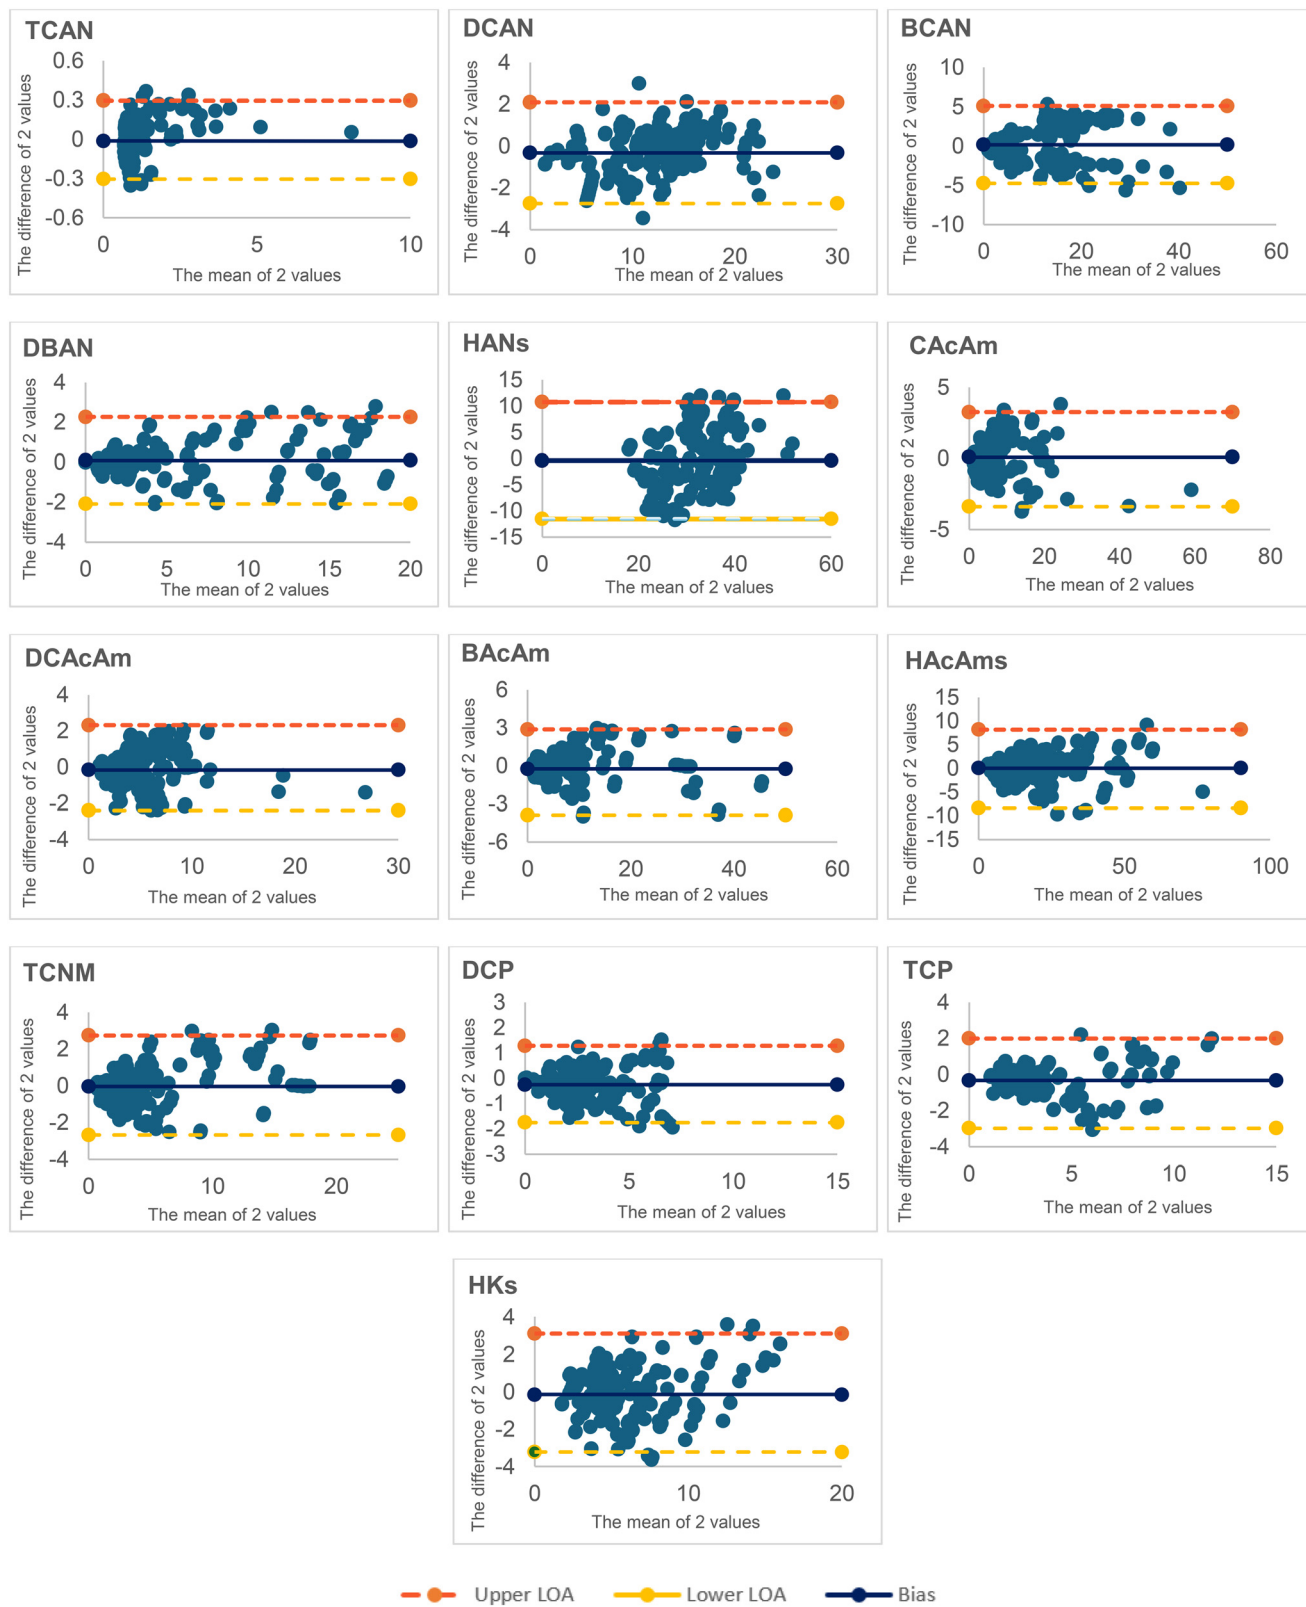 TCAN
The difference of 2 values
0.6
0.3
0
-0.3
-0.6
0 5 10
The mean of 2 values
DCAN
The difference of 2 values
4
2
0
-2
-4
0 10 20 30
The mean of 2 values
BCAN
The difference of 2 values
10
5
0
-5
-10
0 20 40 60
The mean of 2 values
DBAN
The difference of 2 values
4
2
0
-2
-4
0 5 10 15 20
The mean of 2 values
HANs
The difference of 2 values
15
10
5
0
-5
-10
-15
0 20 40 60
The mean of 2 values
CAcAm
The difference of 2 values
5
0
-5
0 20 40 60 80
The mean of 2 values
DCAcAm
The difference of 2 values
4
2
0
-2
-4
0 10 20 30
The mean of 2 values
BAcAm
The difference of 2 values
6
3
0
-3
-6
0 20 40 60
The mean of 2 values
HAcAms
The difference of 2 values
15
10
5
0
-5
-10
-15
0 50 100
The mean of 2 values
TCNM
The difference of 2 values
4
2
0
-2
-4
0 10 20
The mean of 2 values
DCP
The difference of 2 values
3
2
1
0
-1
-2
-3
0 5 10 15
The mean of 2 values
TCP
The difference of 2 values
4
2
0
-2
-4
0 5 10 15
The mean of 2 values
HKs
The difference of 2 values
4
2
0
-2
-4
0 10 20
The mean of 2 values
Upper LOA Lower LOA Bias